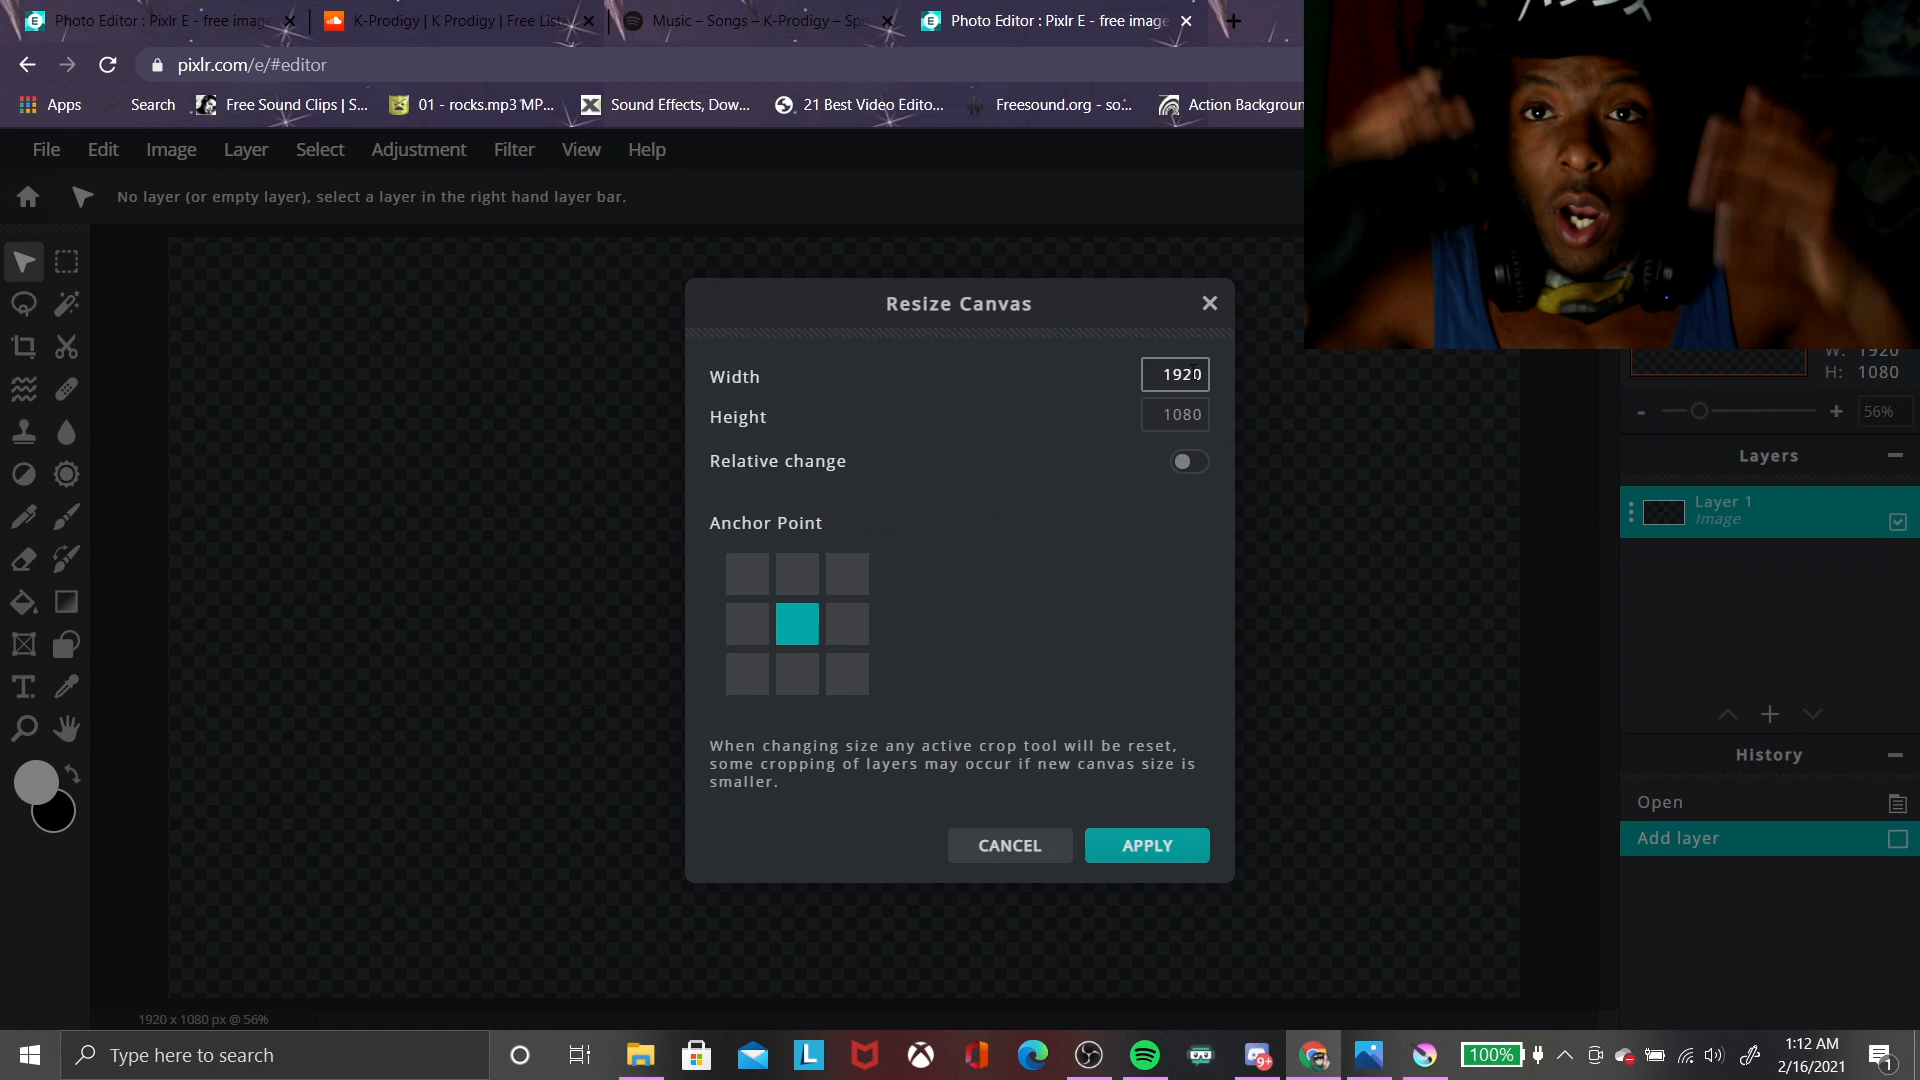 Photo Editor : Pixlr E - free image
K-Prodigy | K Prodigy | Free Liste
Music – Songs – K-Prodigy – Sp
Photo Editor : Pixlr E - free image
pixlr.com/e/#editor
Apps
Search
Free Sound Clips | S...
01 - rocks.mp3 MP...
Sound Effects, Dow...
21 Best Video Edito...
Freesound.org - so...
Action Backgroun
File Edit Image Layer Select Adjustment Filter View Help
No layer (or empty layer), select a layer in the right hand layer bar.
Resize Canvas
Width 1920
Height 1080
Relative change
Anchor Point
When changing size any active crop tool will be reset,
some cropping of layers may occur if new canvas size is
smaller.
CANCEL APPLY
W: 1920
H: 1080
- + 56%
Layers
Layer 1
Image
History
Open
Add layer
1920 x 1080 px @ 56%
Type here to search
L
9+
100%
1:12 AM
2/16/2021
1